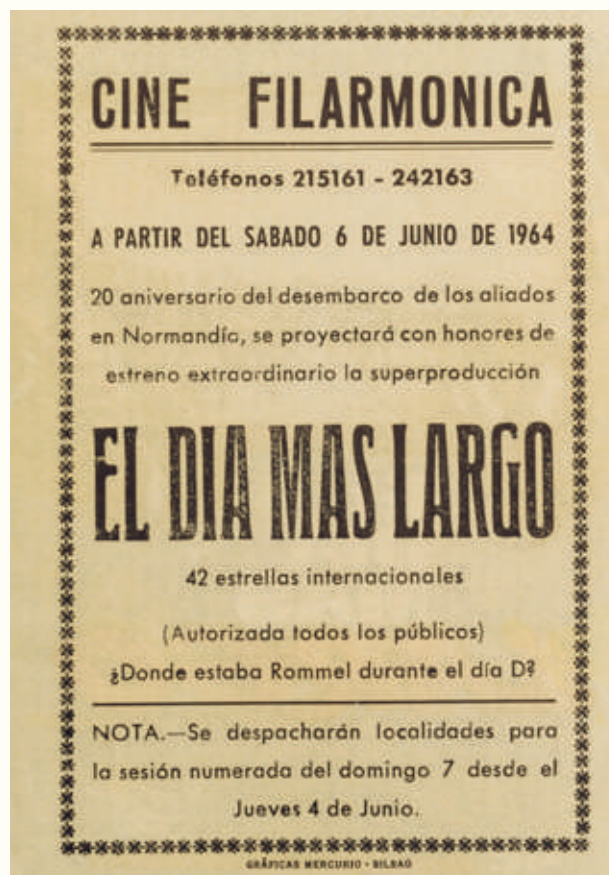 CINE FILARMONICA
Teléfonos 215161 - 242163
A PARTIR DEL SABADO 6 DE JUNIO DE 1964
20 aniversario del desembarco de los aliados
en Normandía, se proyectará con honores de
estreno extraordinario la superproducción
EL DIA MAS LARGO
42 estrellas internacionales
(Autorizada todos los públicos)
¿Donde estaba Rommel durante el día D?
NOTA.—Se despacharán localidades para
la sesión numerada del domingo 7 desde el
Jueves 4 de Junio.
GRÁFICAS MERCURIO - BILBAO